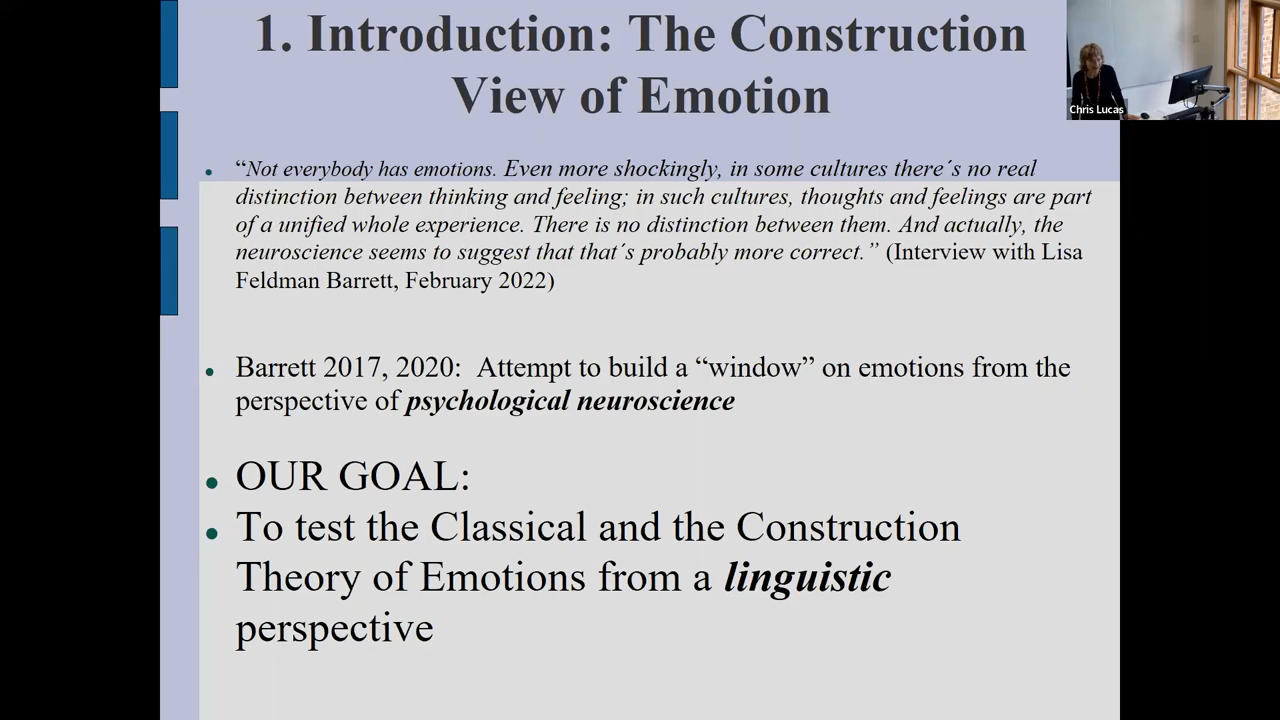 1. Introduction: The Construction
View of Emotion
Chris Lucas
• “Not everybody has emotions. Even more shockingly, in some cultures there´s no real
distinction between thinking and feeling; in such cultures, thoughts and feelings are part
of a unified whole experience. There is no distinction between them. And actually, the
neuroscience seems to suggest that that´s probably more correct.” (Interview with Lisa
Feldman Barrett, February 2022)
• Barrett 2017, 2020:  Attempt to build a “window” on emotions from the
perspective of psychological neuroscience
• OUR GOAL:
• To test the Classical and the Construction
Theory of Emotions from a linguistic
perspective